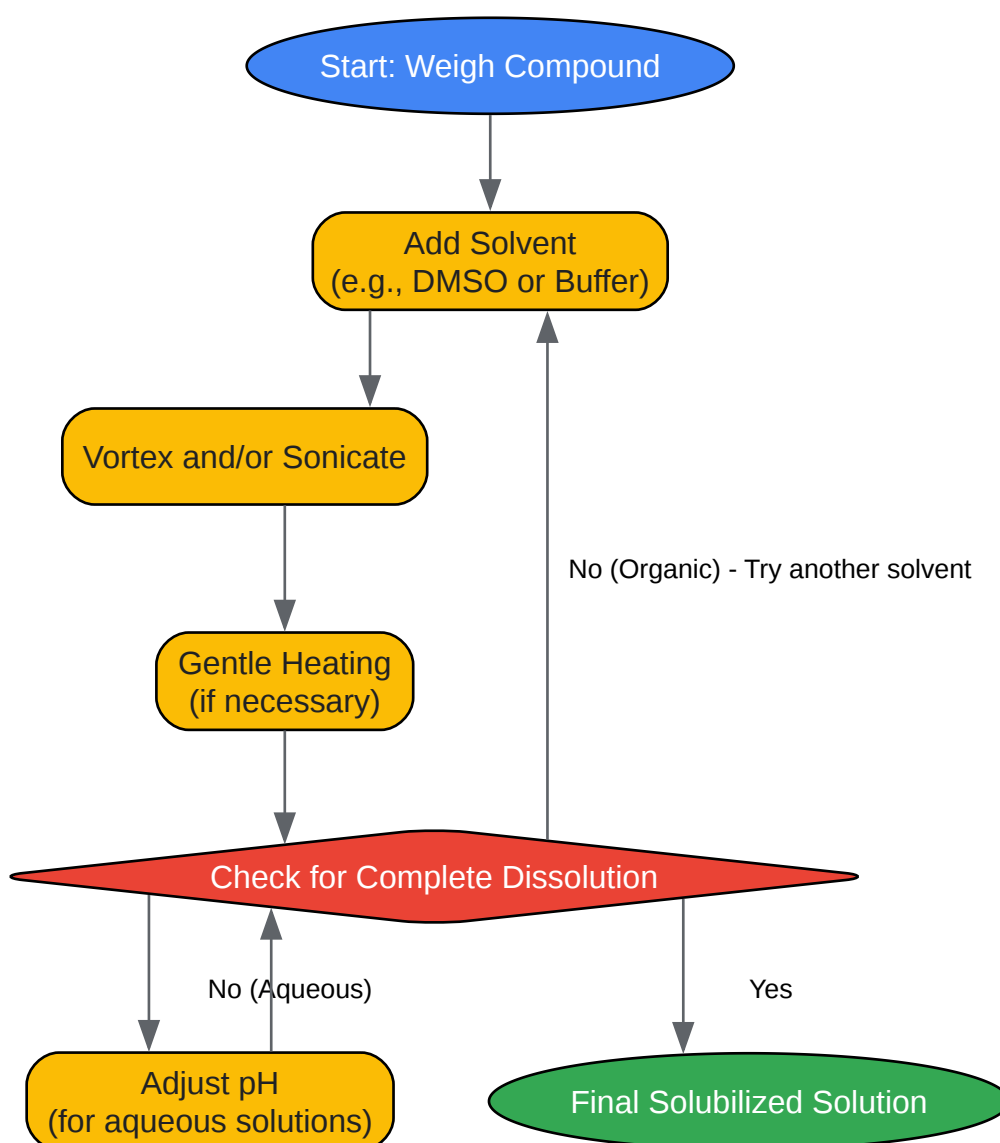 Start: Weigh Compound
Add Solvent
(e.g., DMSO or Buffer)
Vortex and/or Sonicate
No (Organic) - Try another solvent
Gentle Heating
(if necessary)
Check for Complete Dissolution
No (Aqueous)
Yes
Adjust pH
(for aqueous solutions)
Final Solubilized Solution